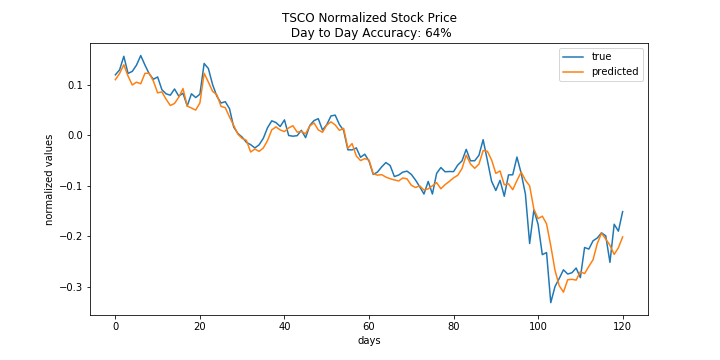 TSCO Normalized Stock Price
Day to Day Accuracy: 64%
true
predicted
normalized values
0.1
0.0
−0.1
−0.2
−0.3
0
20
40
60
80
100
120
days